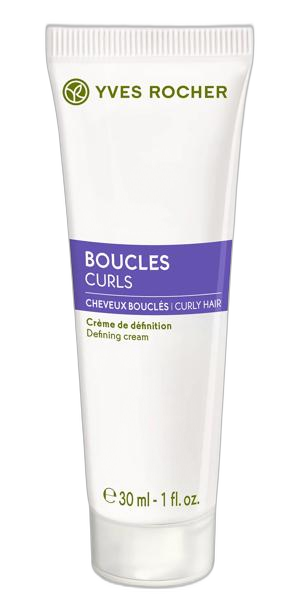 YVES ROCHER
BOUCLES
CURLS
CHEVEUX BOUCLÉS | CURLY HAIR
Crème de définition
Defining cream
℮ 30 ml - 1 fl. oz.